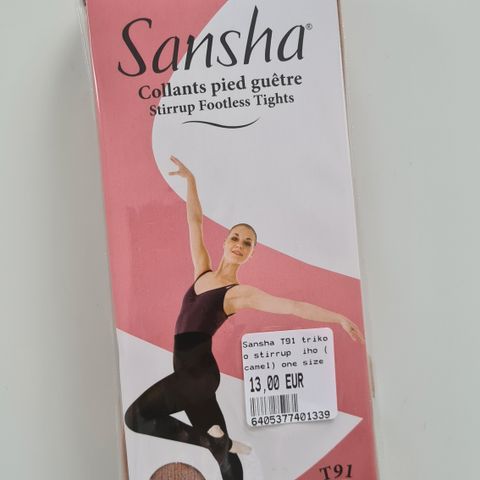 Sansha®
Collants pied guêtre
Stirrup Footless Tights
Sansha T91 triko
o stirrup iho (
camel) one size
13,00 EUR
6405377401339
T91